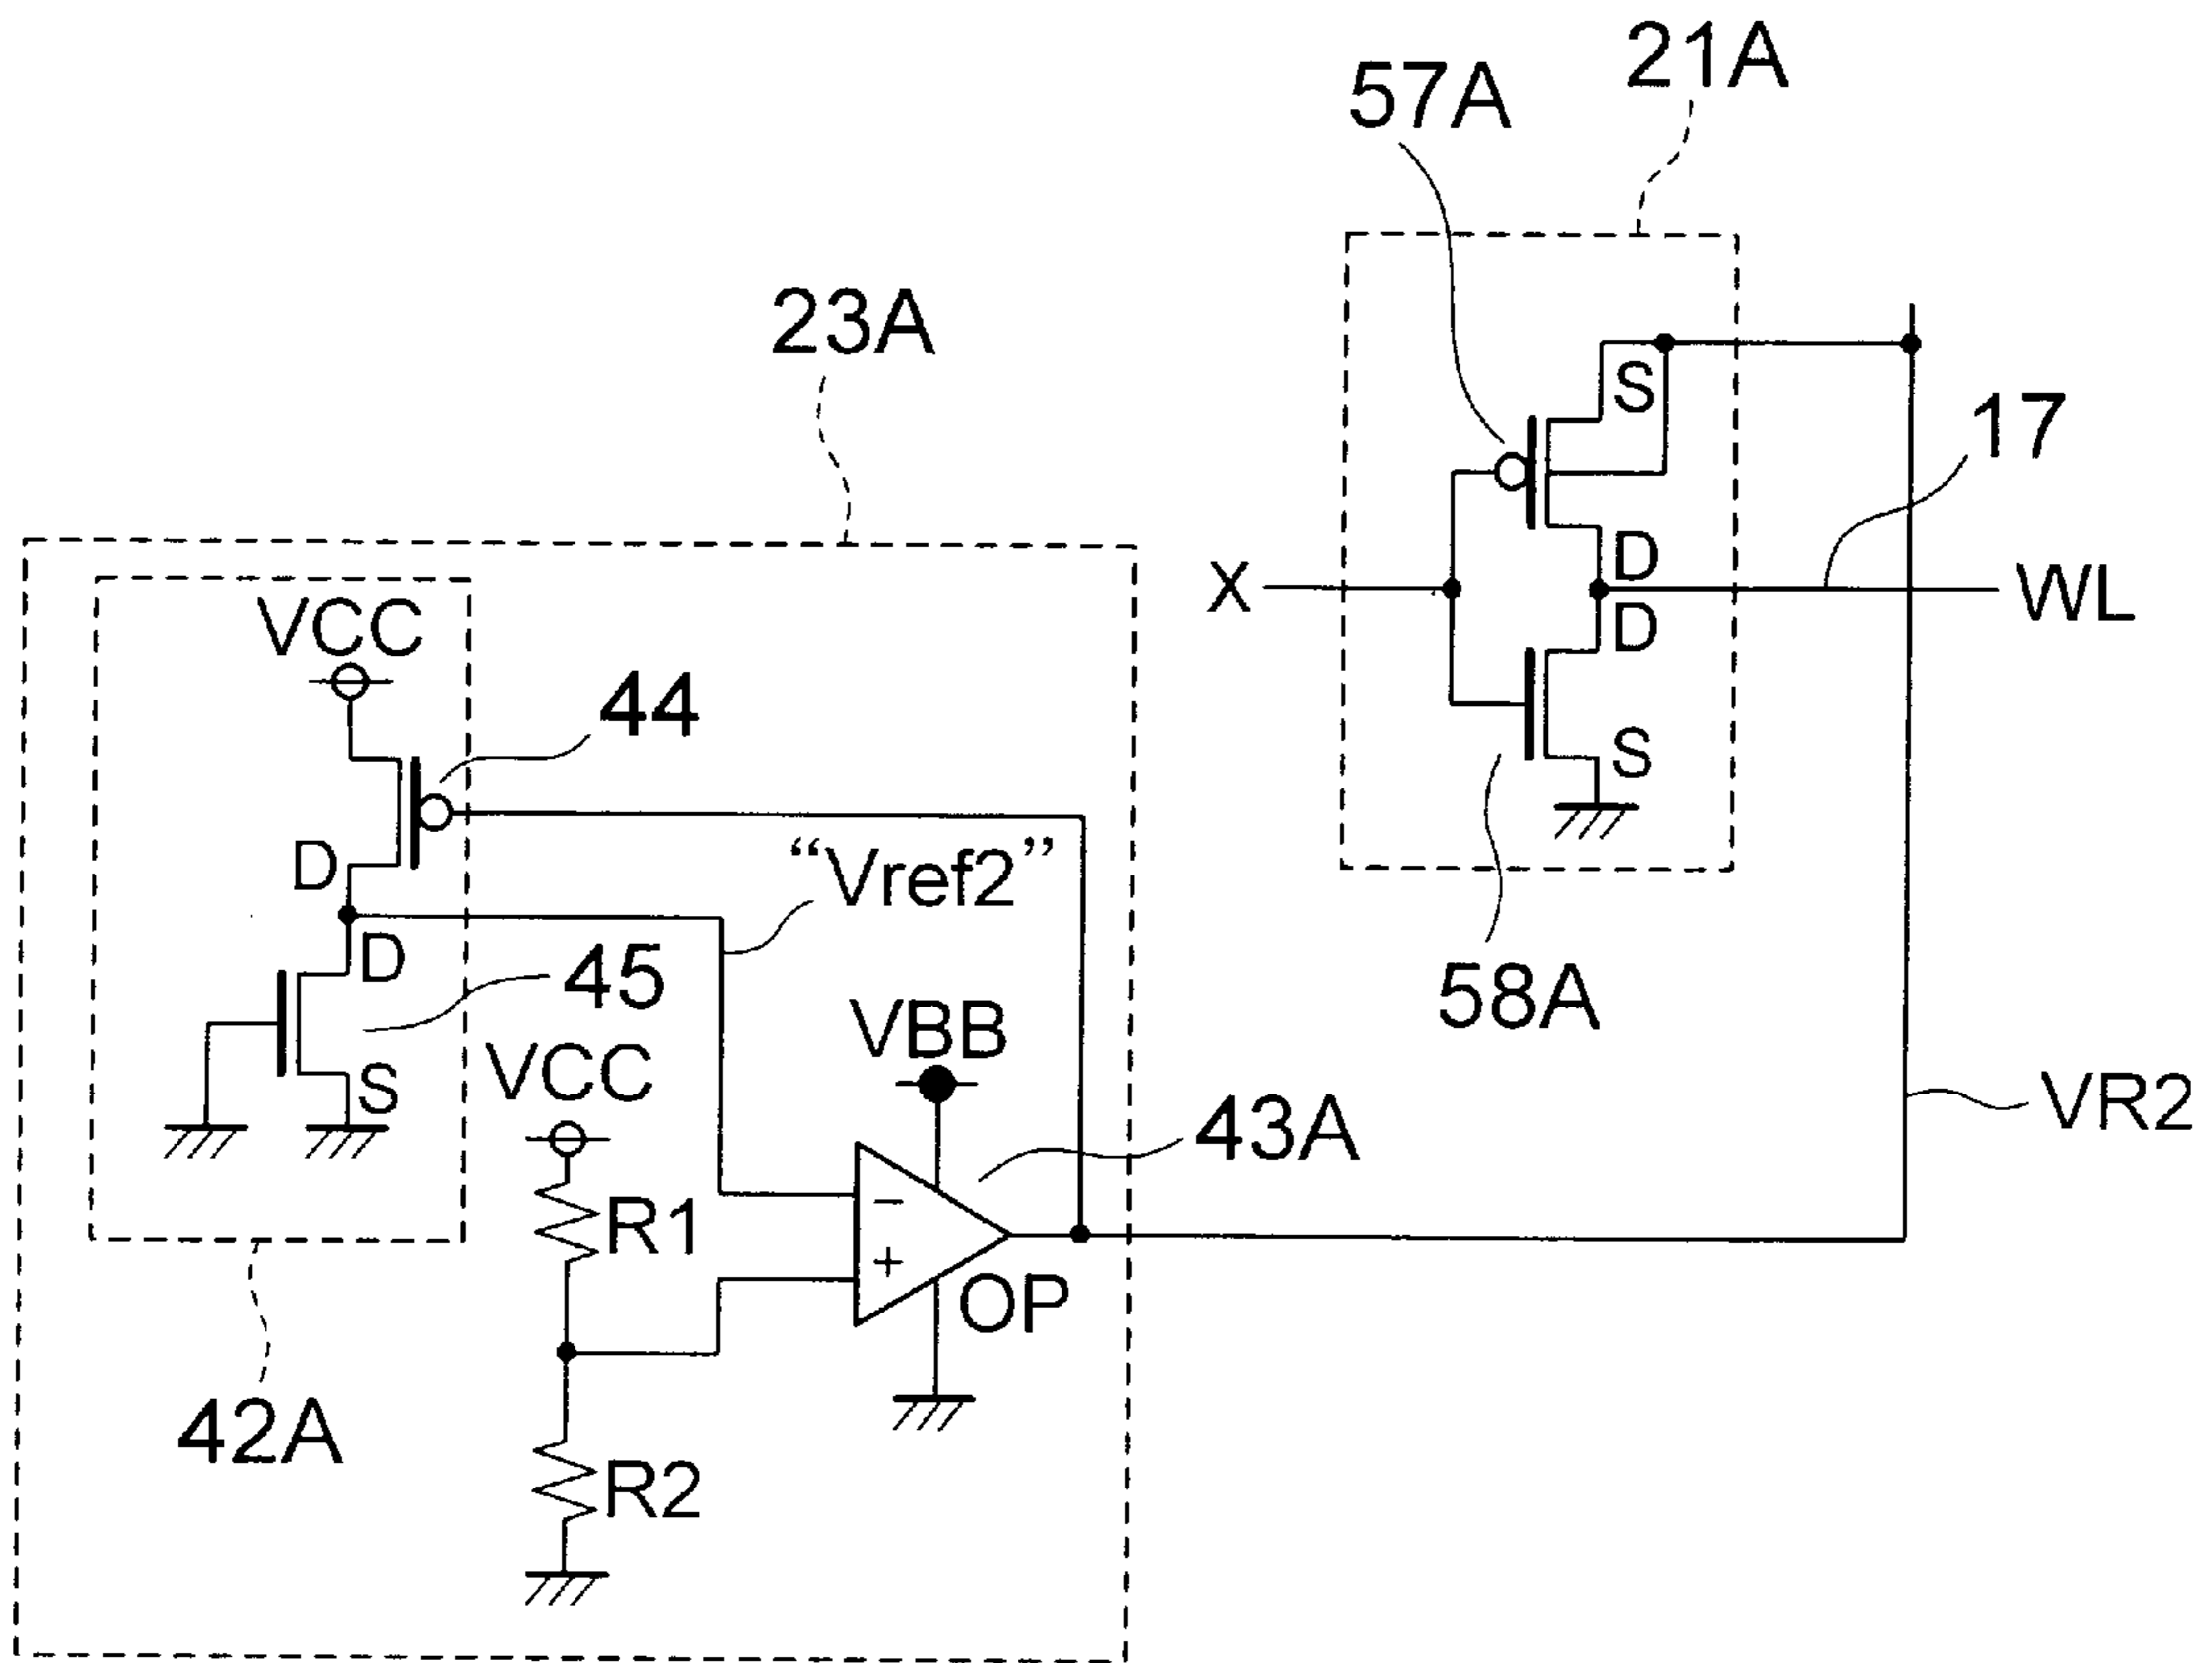 21A
57A
23A
S
17
D
X
WL
D
VCC
44
S
"Vref2"
D
D
45
58A
VBB
VCC
S
VR2
43A
−
R1
+
OP
42A
R2